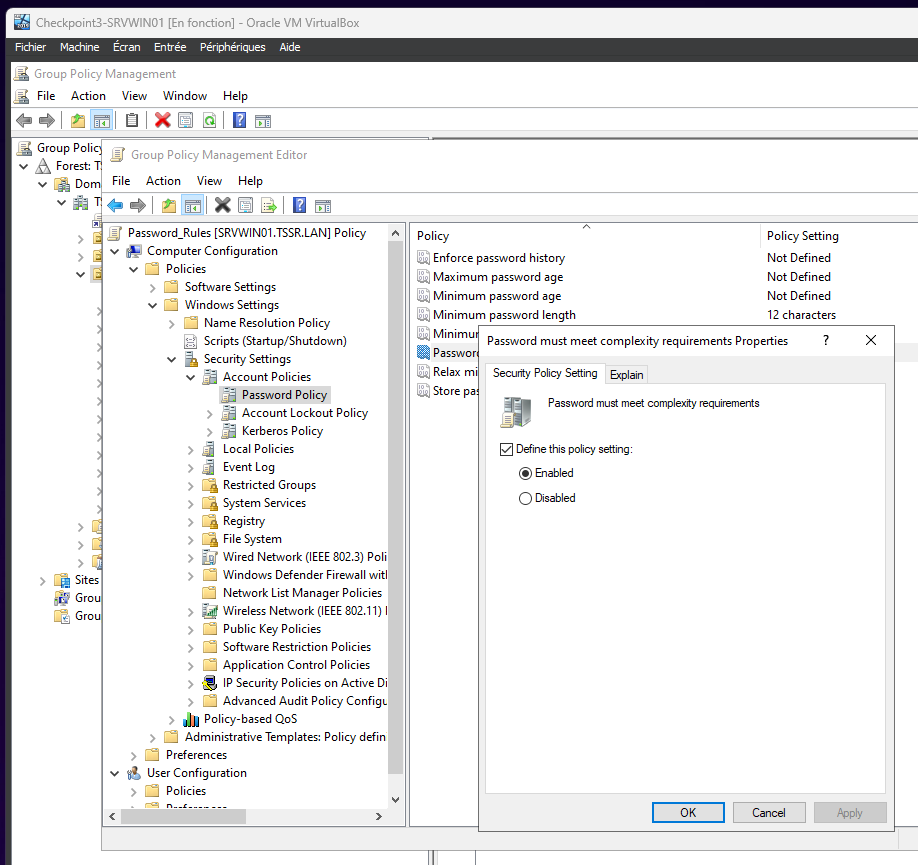 Checkpoint3-SRVWIN01 [En fonction] - Oracle VM VirtualBox
Fichier Machine Écran Entrée Périphériques Aide
Group Policy Management
File Action View Window Help
Group Policy
Forest: T
Dom
T
Sites
Grou
Grou
Group Policy Management Editor
File Action View Help
Password_Rules [SRVWIN01.TSSR.LAN] Policy
Computer Configuration
Policies
Software Settings
Windows Settings
Name Resolution Policy
Scripts (Startup/Shutdown)
Security Settings
Account Policies
Password Policy
Account Lockout Policy
Kerberos Policy
Local Policies
Event Log
Restricted Groups
System Services
Registry
File System
Wired Network (IEEE 802.3) Poli
Windows Defender Firewall with
Network List Manager Policies
Wireless Network (IEEE 802.11) P
Public Key Policies
Software Restriction Policies
Application Control Policies
IP Security Policies on Active Di
Advanced Audit Policy Configu
Policy-based QoS
Administrative Templates: Policy defin
Preferences
User Configuration
Policies
Preferences
Policy Policy Setting
Enforce password history Not Defined
Maximum password age Not Defined
Minimum password age Not Defined
Minimum password length 12 characters
Minimum
Password
Relax mi
Store pas
Password must meet complexity requirements Properties ?
Security Policy Setting Explain
Password must meet complexity requirements
Define this policy setting:
Enabled
Disabled
OK Cancel Apply